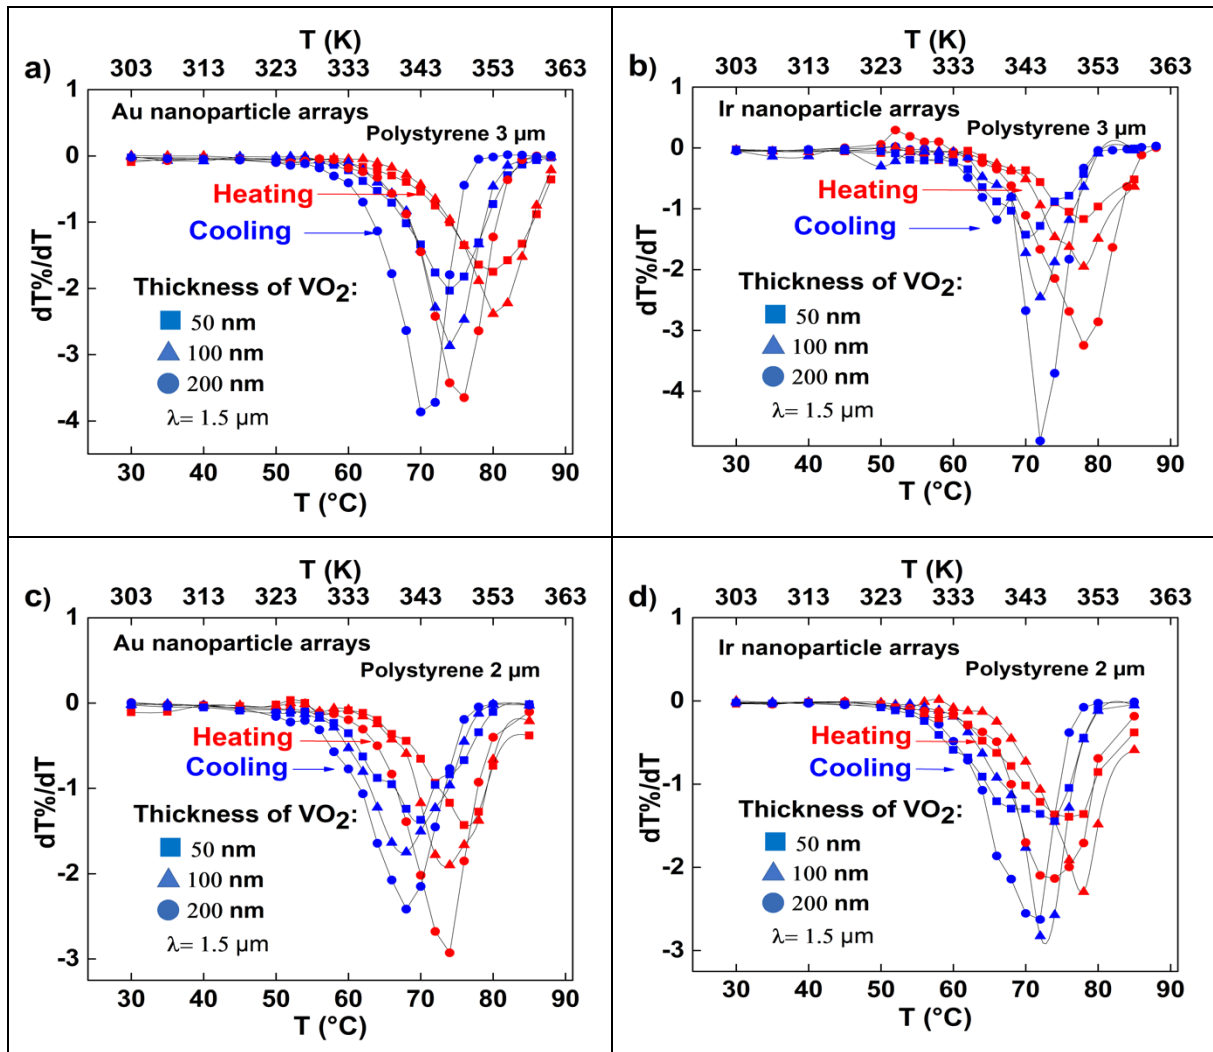 a)
T (K)
303 313 323 333 343 353 363
Au nanoparticle arrays
Polystyrene 3 µm
Heating
Cooling
Thickness of VO2:
50 nm
100 nm
200 nm
λ= 1.5 µm
dT%/dT
1
0
-1
-2
-3
-4
30 40 50 60 70 80 90
T (°C)
b)
T (K)
303 313 323 333 343 353 363
Ir nanoparticle arrays
Polystyrene 3 µm
Heating
Cooling
Thickness of VO2:
50 nm
100 nm
200 nm
λ= 1.5 µm
dT%/dT
1
0
-1
-2
-3
-4
30 40 50 60 70 80 90
T (°C)
c)
T (K)
303 313 323 333 343 353 363
Au nanoparticle arrays
Polystyrene 2 µm
Heating
Cooling
Thickness of VO2:
50 nm
100 nm
200 nm
λ= 1.5 µm
dT%/dT
1
0
-1
-2
-3
30 40 50 60 70 80 90
T (°C)
d)
T (K)
303 313 323 333 343 353 363
Ir nanoparticle arrays
Polystyrene 2 µm
Heating
Cooling
Thickness of VO2:
50 nm
100 nm
200 nm
λ= 1.5 µm
dT%/dT
1
0
-1
-2
-3
30 40 50 60 70 80 90
T (°C)